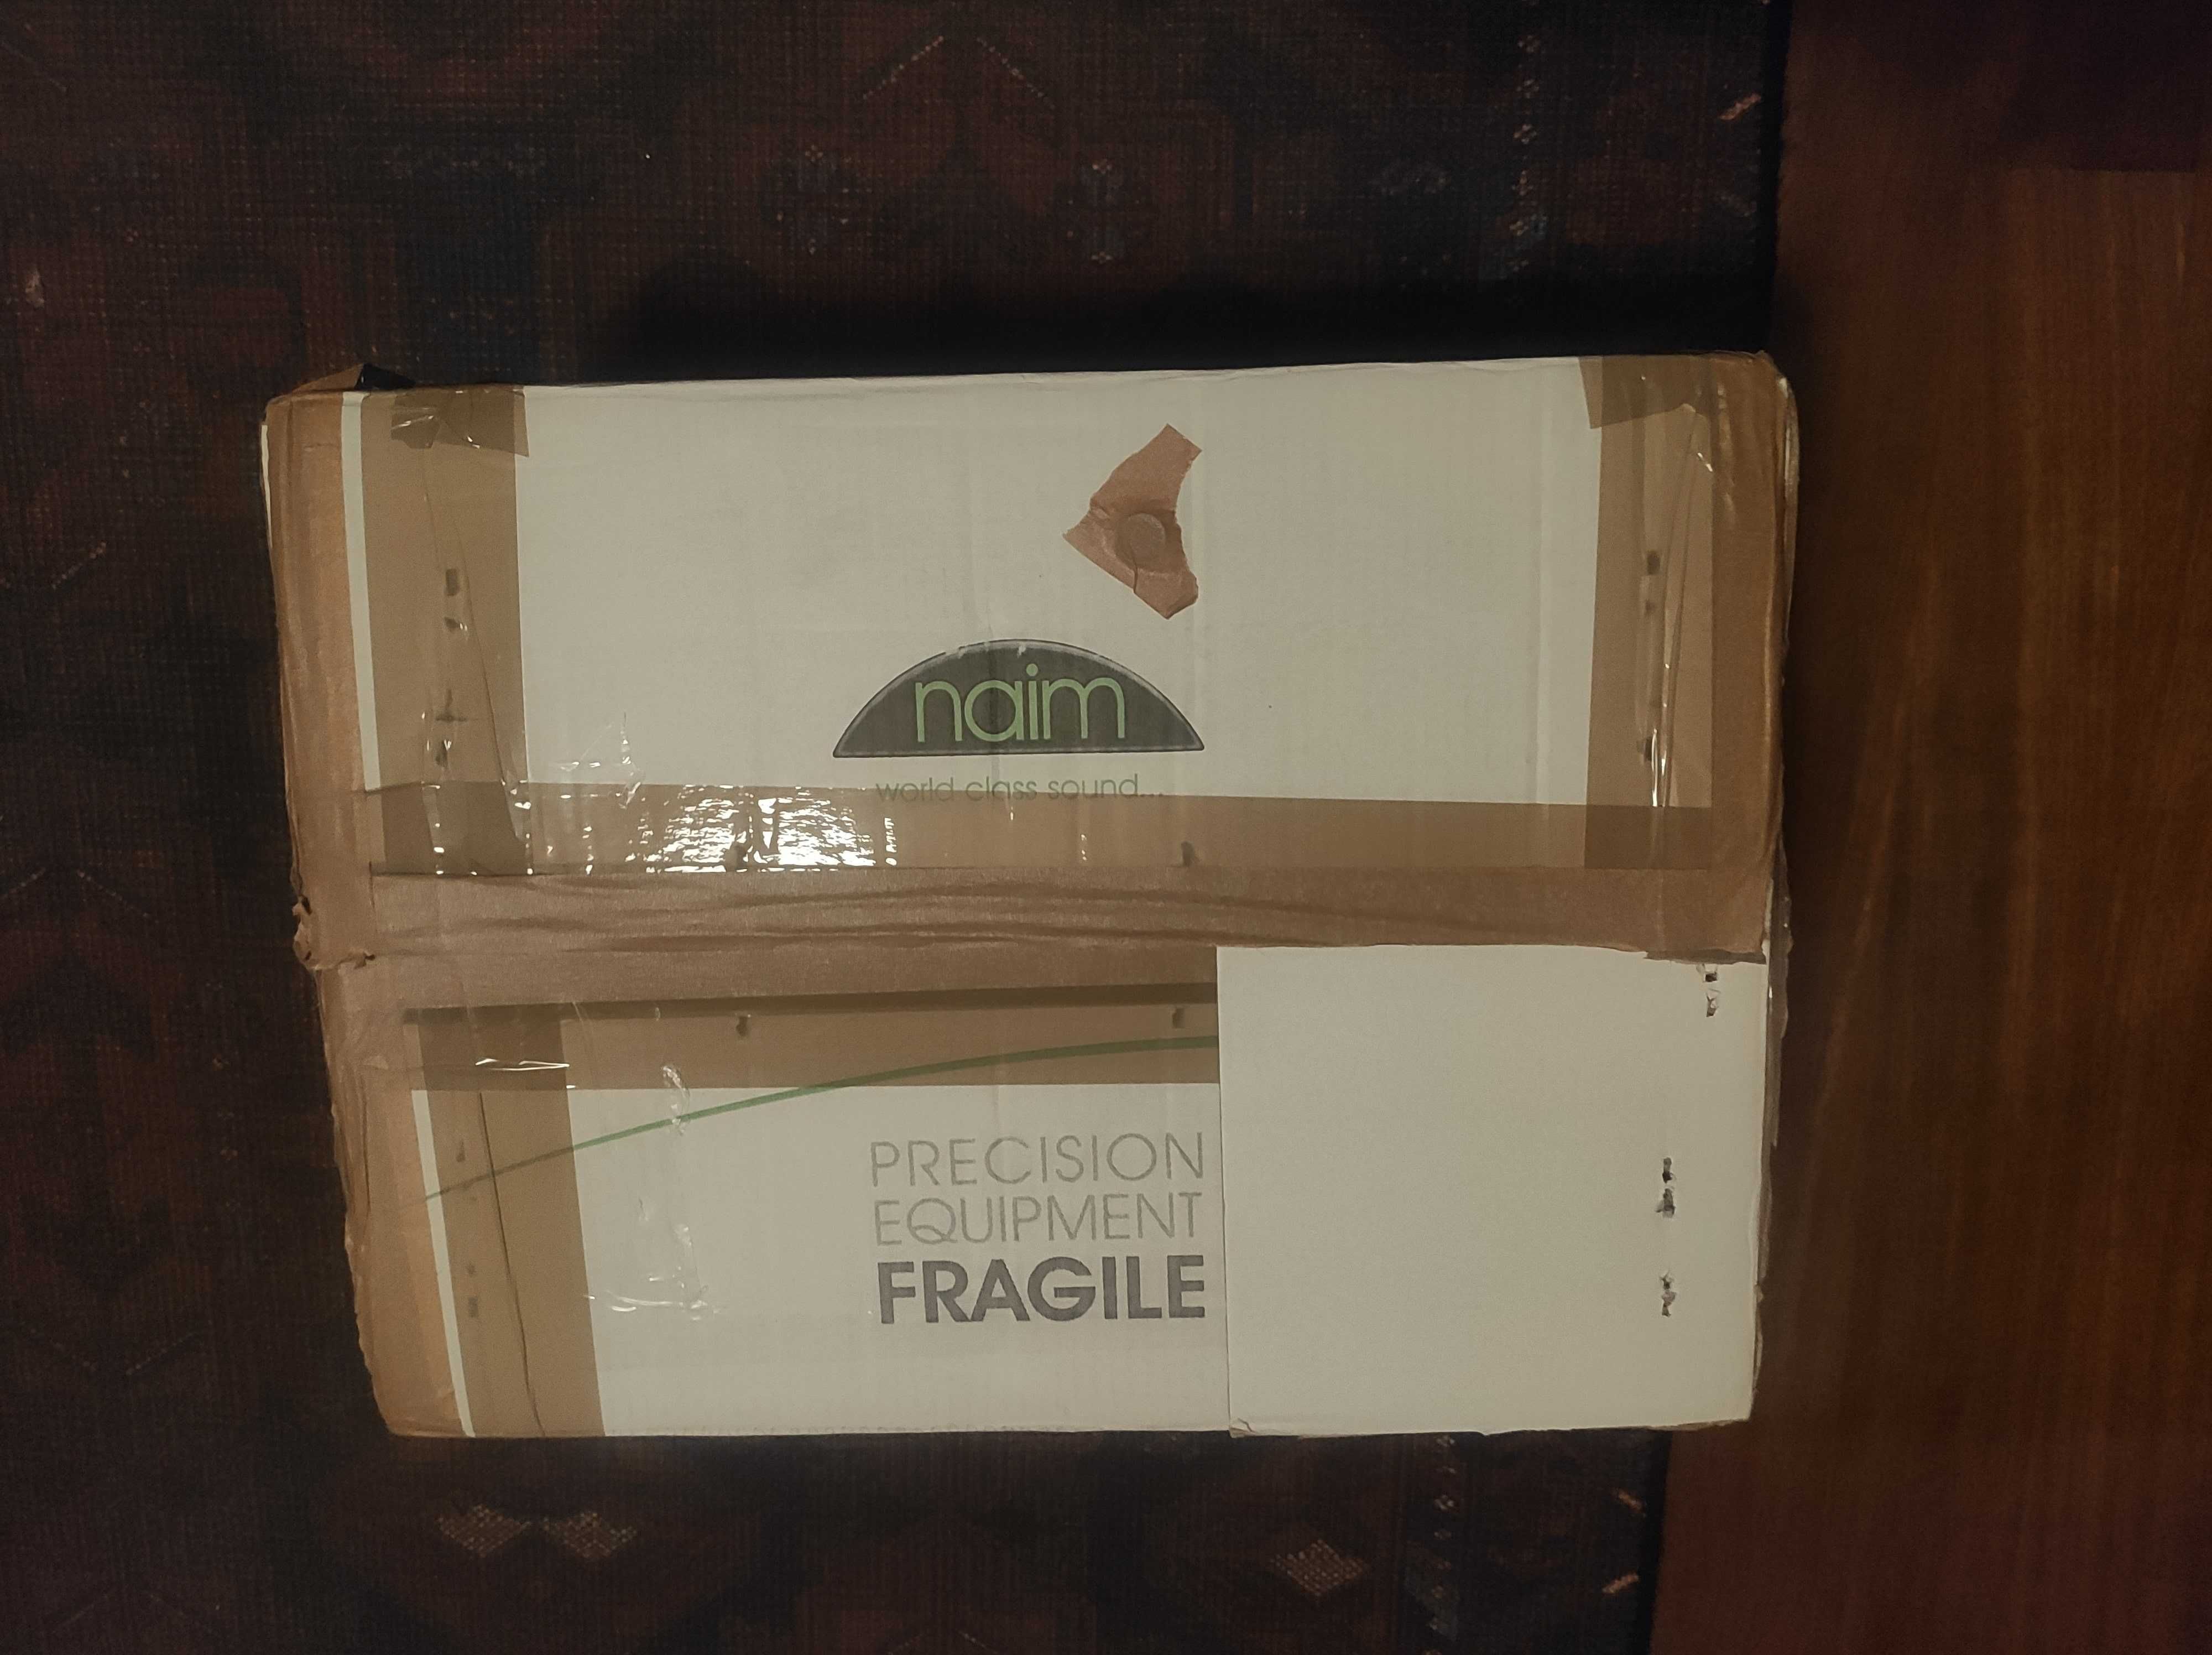 naim
world class sound...
PRECISION
EQUIPMENT
FRAGILE